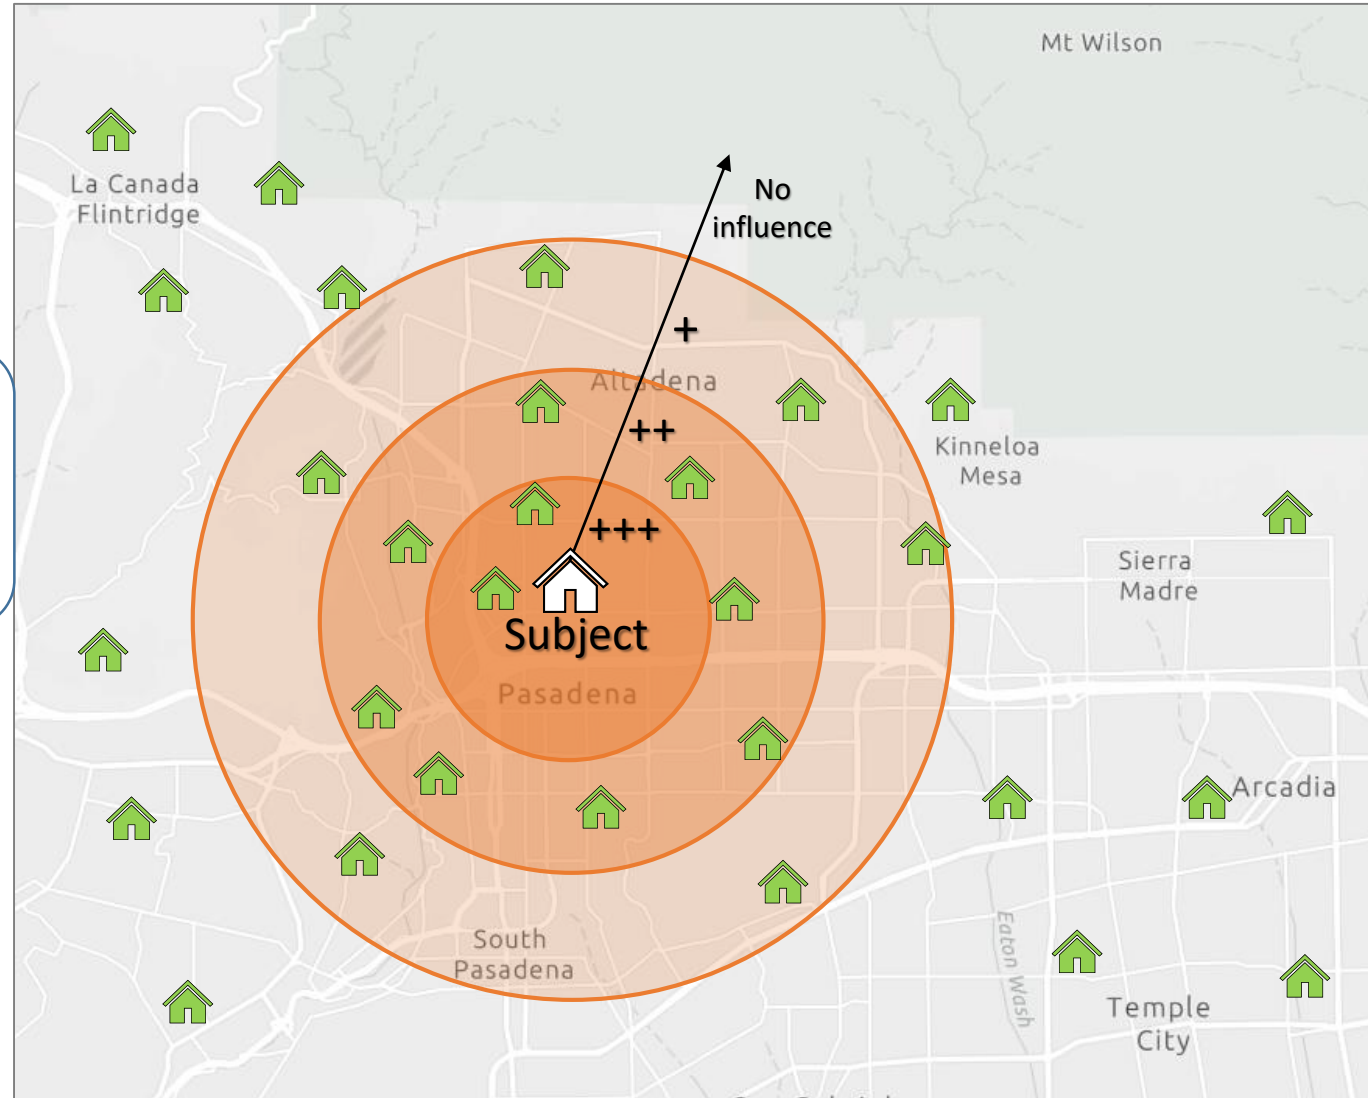 Mt Wilson
La Canada
Flintridge
No
influence
+
Altadena
++
Kinneloa
Mesa
+++
Sierra
Madre
Subject
Pasadena
Arcadia
South
Pasadena
Eaton Wash
Temple
City